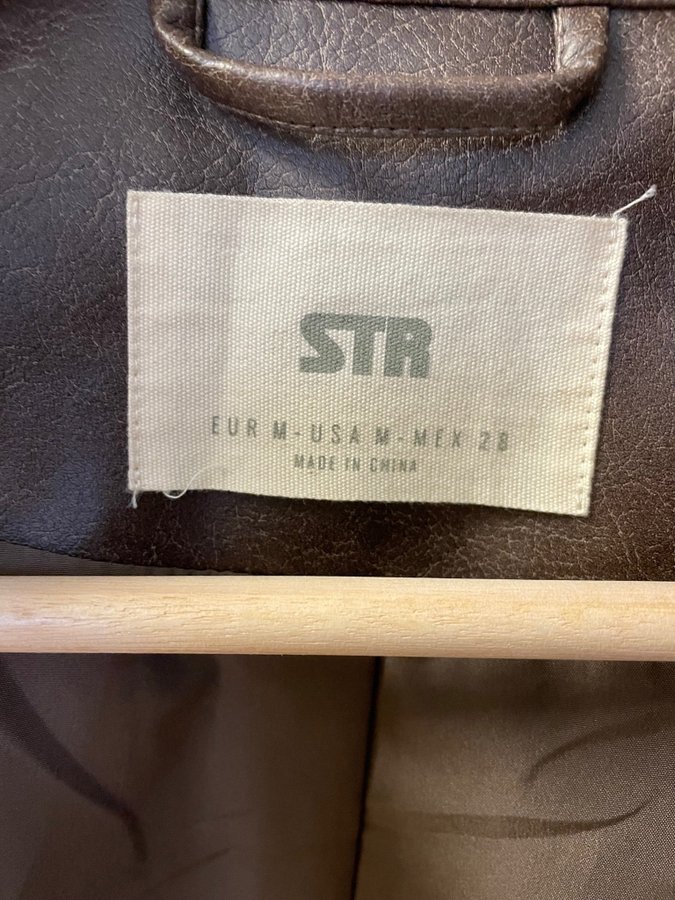 STR
EUR M - USA M - MEX 28
MADE IN CHINA